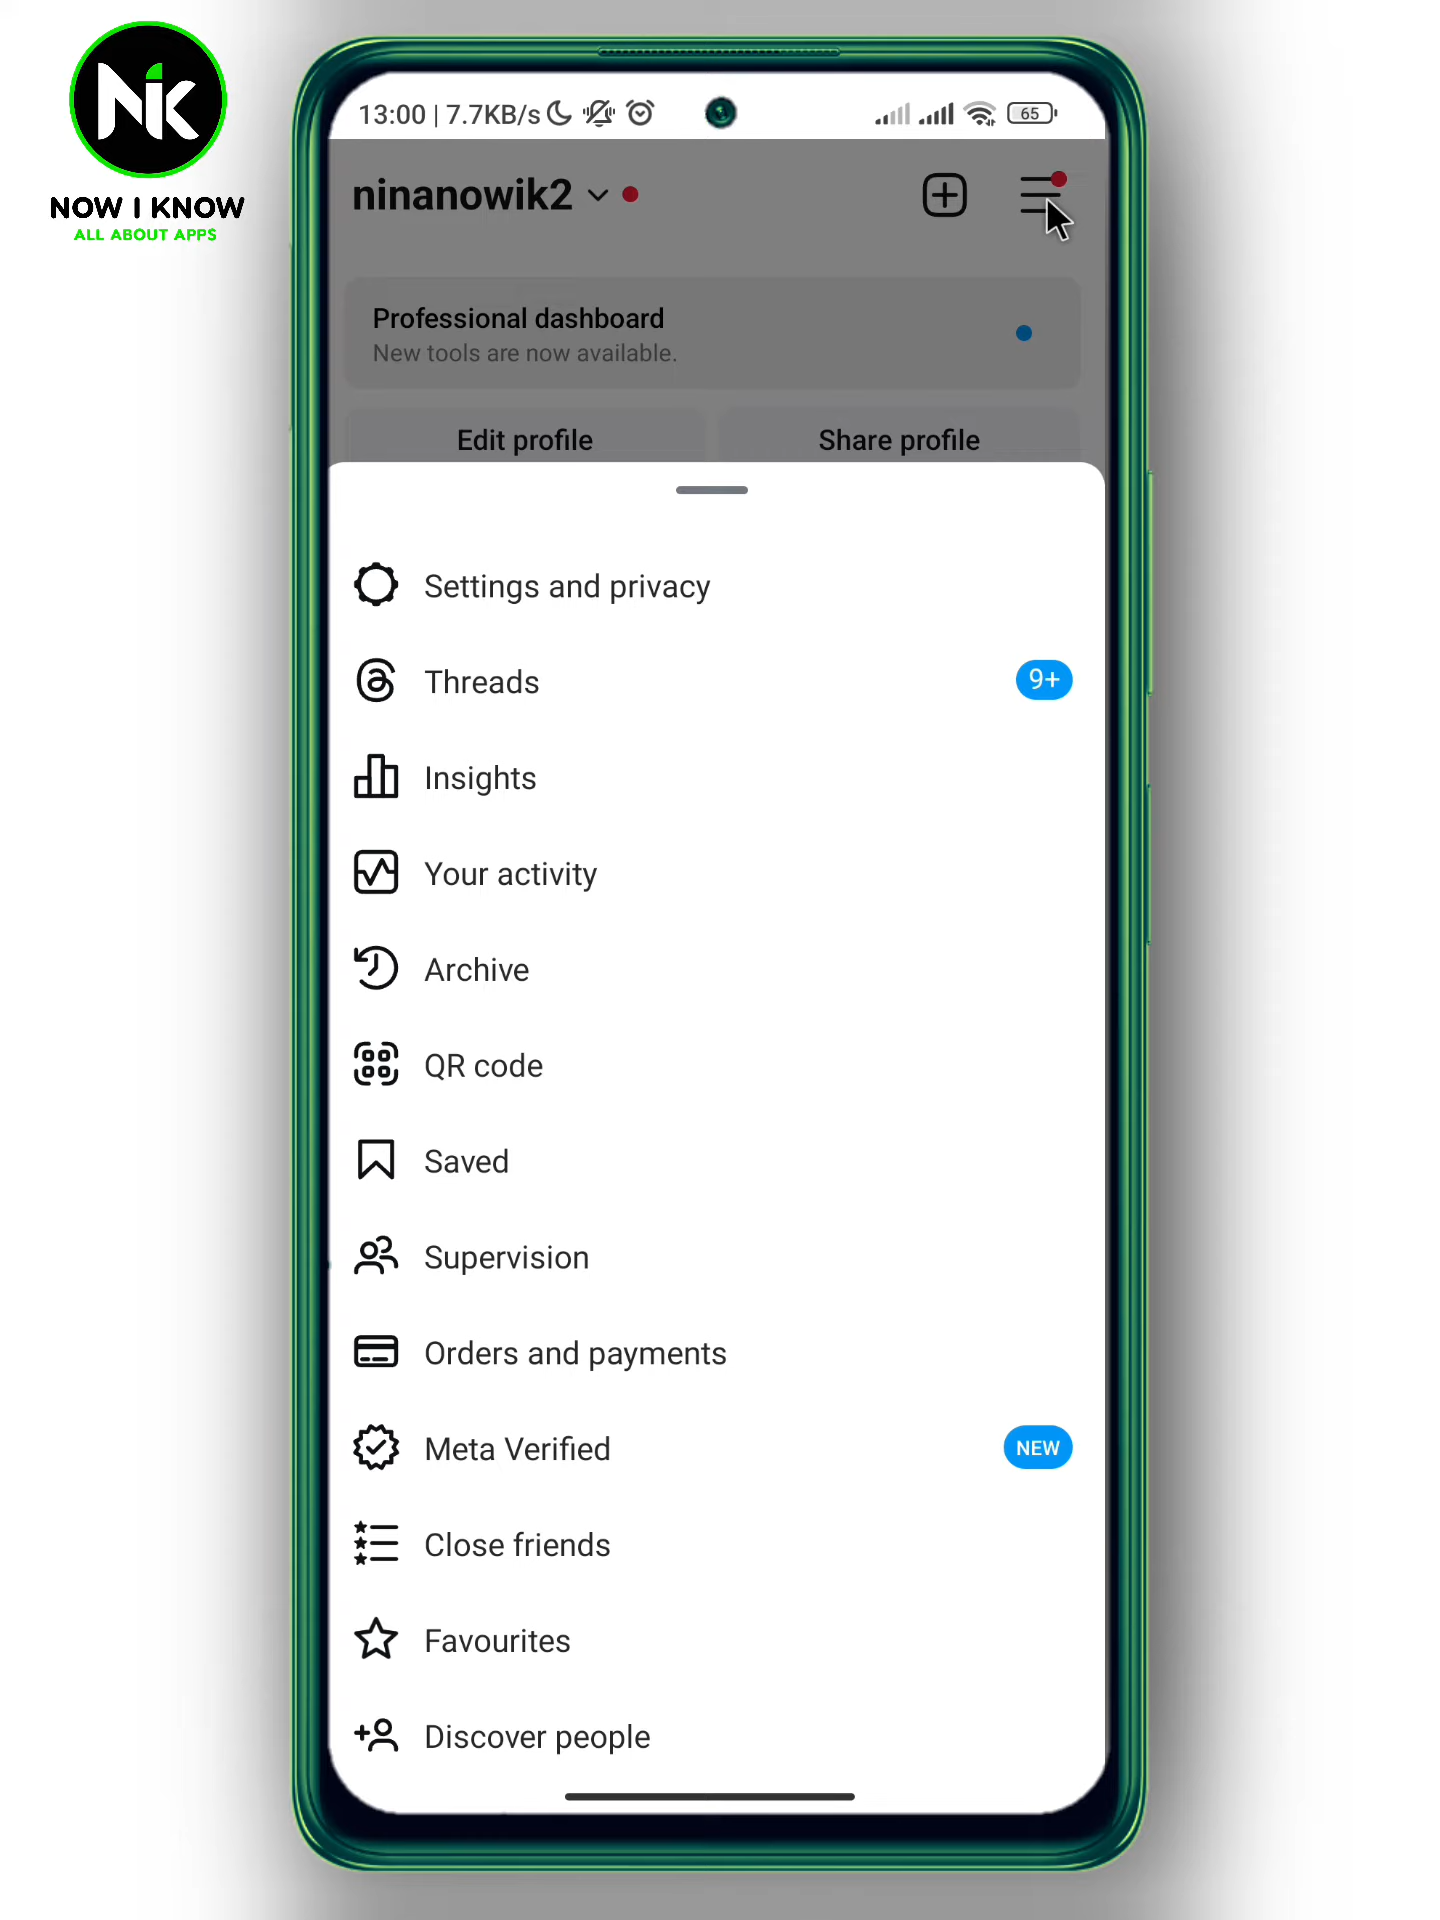 NiK
NOW I KNOW
ALL ABOUT APPS
13:00 | 7.7KB/s
65
ninanowik2
Professional dashboard
New tools are now available.
Edit profile
Share profile
Settings and privacy
Threads
9+
Insights
Your activity
Archive
QR code
Saved
Supervision
Orders and payments
Meta Verified
NEW
Close friends
Favourites
Discover people